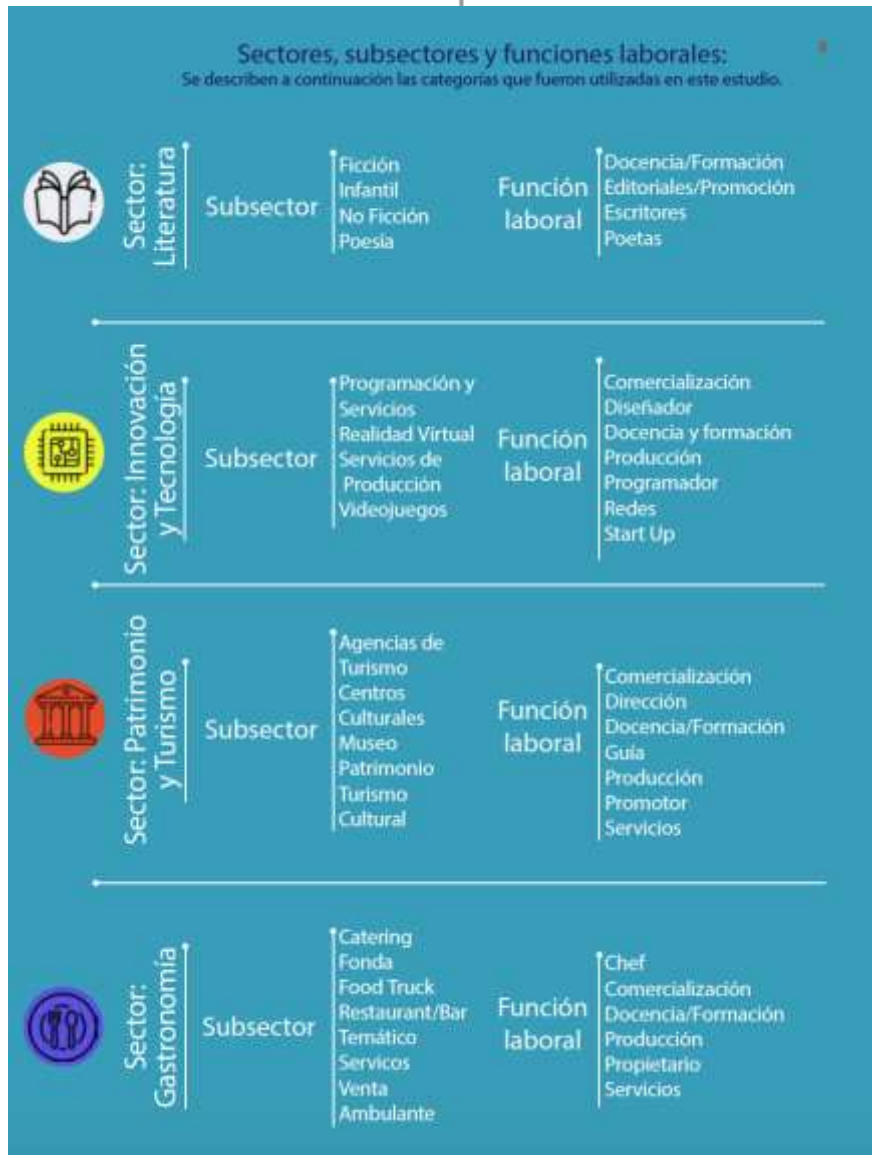 Sectores, subsectores y funciones laborales:
Se describen a continuación las categorías que fueron utilizadas en este estudio.
Sector:
Literatura
Subsector
Ficción
Infantil
No Ficción
Poesía
Función
laboral
Docencia/Formación
Editoriales/Promoción
Escritores
Poetas
Sector: Innovación
y Tecnología
Subsector
Programación y
Servicios
Realidad Virtual
Servicios de
Producción
Videojuegos
Función
laboral
Comercialización
Diseñador
Docencia y formación
Producción
Programador
Redes
Start Up
Sector: Patrimonio
y Turismo
Subsector
Agencias de
Turismo
Centros
Culturales
Museo
Patrimonio
Turismo
Cultural
Función
laboral
Comercialización
Dirección
Docencia/Formación
Guía
Producción
Promotor
Servicios
Sector:
Gastronomía
Subsector
Catering
Fonda
Food Truck
Restaurant/Bar
Temático
Servicos
Venta
Ambulante
Función
laboral
Chef
Comercialización
Docencia/Formación
Producción
Propietario
Servicios